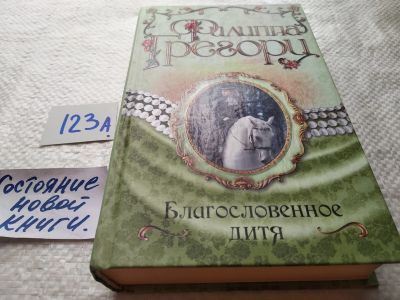 Филиппа
Грегори
123А
Состояние
новой
книги.
Благословенное
дитя